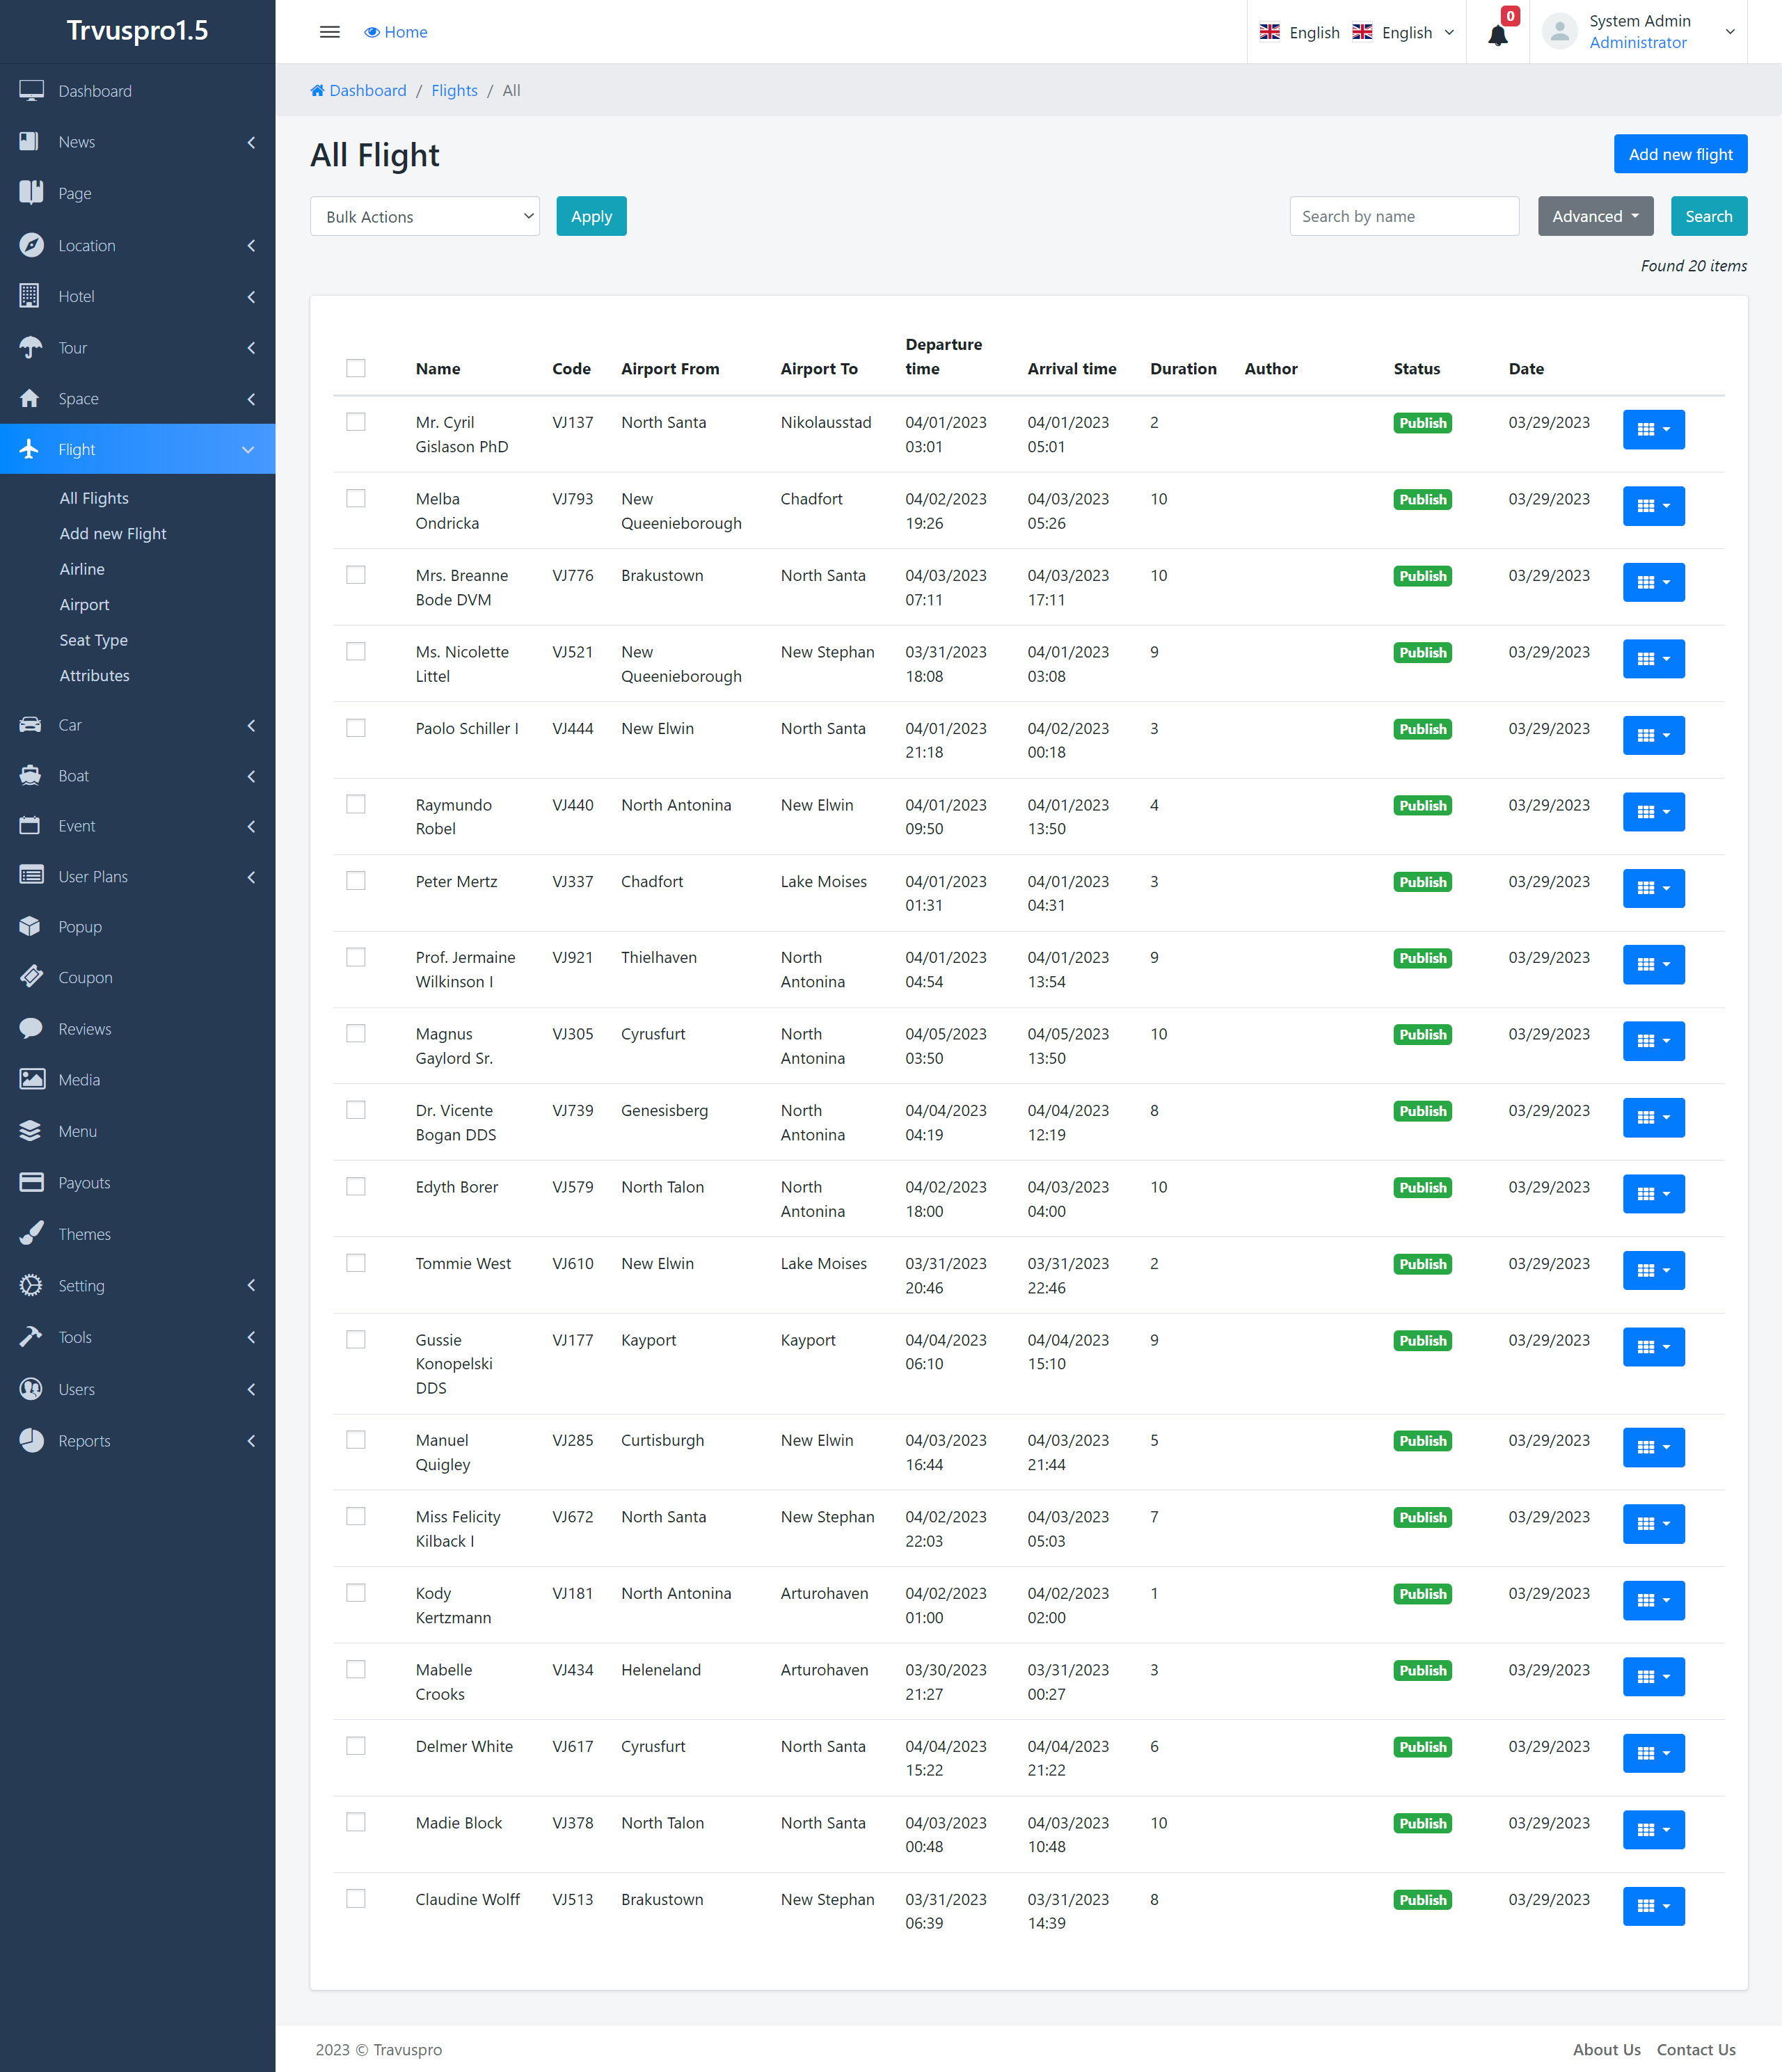 Trvuspro1.5
Home
English English
0
System Admin
Administrator
Dashboard
News
Page
Location
Hotel
Tour
Space
Flight
All Flights
Add new Flight
Airline
Airport
Seat Type
Attributes
Car
Boat
Event
User Plans
Popup
Coupon
Reviews
Media
Menu
Payouts
Themes
Setting
Tools
Users
Reports
Dashboard / Flights / All
All Flight
Add new flight
Bulk Actions Apply Search by name Advanced Search
Found 20 items
Departure
Name Code Airport From Airport To time Arrival time Duration Author Status Date
Mr. Cyril VJ137 North Santa Nikolausstad 04/01/2023 04/01/2023 2 Publish 03/29/2023
Gislason PhD 03:01 05:01
Melba VJ793 New Chadfort 04/02/2023 04/03/2023 10 Publish 03/29/2023
Ondricka Queenieborough 19:26 05:26
Mrs. Breanne VJ776 Brakustown North Santa 04/03/2023 04/03/2023 10 Publish 03/29/2023
Bode DVM 07:11 17:11
Ms. Nicolette VJ521 New New Stephan 03/31/2023 04/01/2023 9 Publish 03/29/2023
Littel Queenieborough 18:08 03:08
Paolo Schiller I VJ444 New Elwin North Santa 04/01/2023 04/02/2023 3 Publish 03/29/2023
21:18 00:18
Raymundo VJ440 North Antonina New Elwin 04/01/2023 04/01/2023 4 Publish 03/29/2023
Robel 09:50 13:50
Peter Mertz VJ337 Chadfort Lake Moises 04/01/2023 04/01/2023 3 Publish 03/29/2023
01:31 04:31
Prof. Jermaine VJ921 Thielhaven North 04/01/2023 04/01/2023 9 Publish 03/29/2023
Wilkinson I Antonina 04:54 13:54
Magnus VJ305 Cyrusfurt North 04/05/2023 04/05/2023 10 Publish 03/29/2023
Gaylord Sr. Antonina 03:50 13:50
Dr. Vicente VJ739 Genesisberg North 04/04/2023 04/04/2023 8 Publish 03/29/2023
Bogan DDS Antonina 04:19 12:19
Edyth Borer VJ579 North Talon North 04/02/2023 04/03/2023 10 Publish 03/29/2023
Antonina 18:00 04:00
Tommie West VJ610 New Elwin Lake Moises 03/31/2023 03/31/2023 2 Publish 03/29/2023
20:46 22:46
Gussie VJ177 Kayport Kayport 04/04/2023 04/04/2023 9 Publish 03/29/2023
Konopelski 06:10 15:10
DDS
Manuel VJ285 Curtisburgh New Elwin 04/03/2023 04/03/2023 5 Publish 03/29/2023
Quigley 16:44 21:44
Miss Felicity VJ672 North Santa New Stephan 04/02/2023 04/03/2023 7 Publish 03/29/2023
Kilback I 22:03 05:03
Kody VJ181 North Antonina Arturohaven 04/02/2023 04/02/2023 1 Publish 03/29/2023
Kertzmann 01:00 02:00
Mabelle VJ434 Heleneland Arturohaven 03/30/2023 03/31/2023 3 Publish 03/29/2023
Crooks 21:27 00:27
Delmer White VJ617 Cyrusfurt North Santa 04/04/2023 04/04/2023 6 Publish 03/29/2023
15:22 21:22
Madie Block VJ378 North Talon North Santa 04/03/2023 04/03/2023 10 Publish 03/29/2023
00:48 10:48
Claudine Wolff VJ513 Brakustown New Stephan 03/31/2023 03/31/2023 8 Publish 03/29/2023
06:39 14:39
2023 © Travuspro
About Us Contact Us